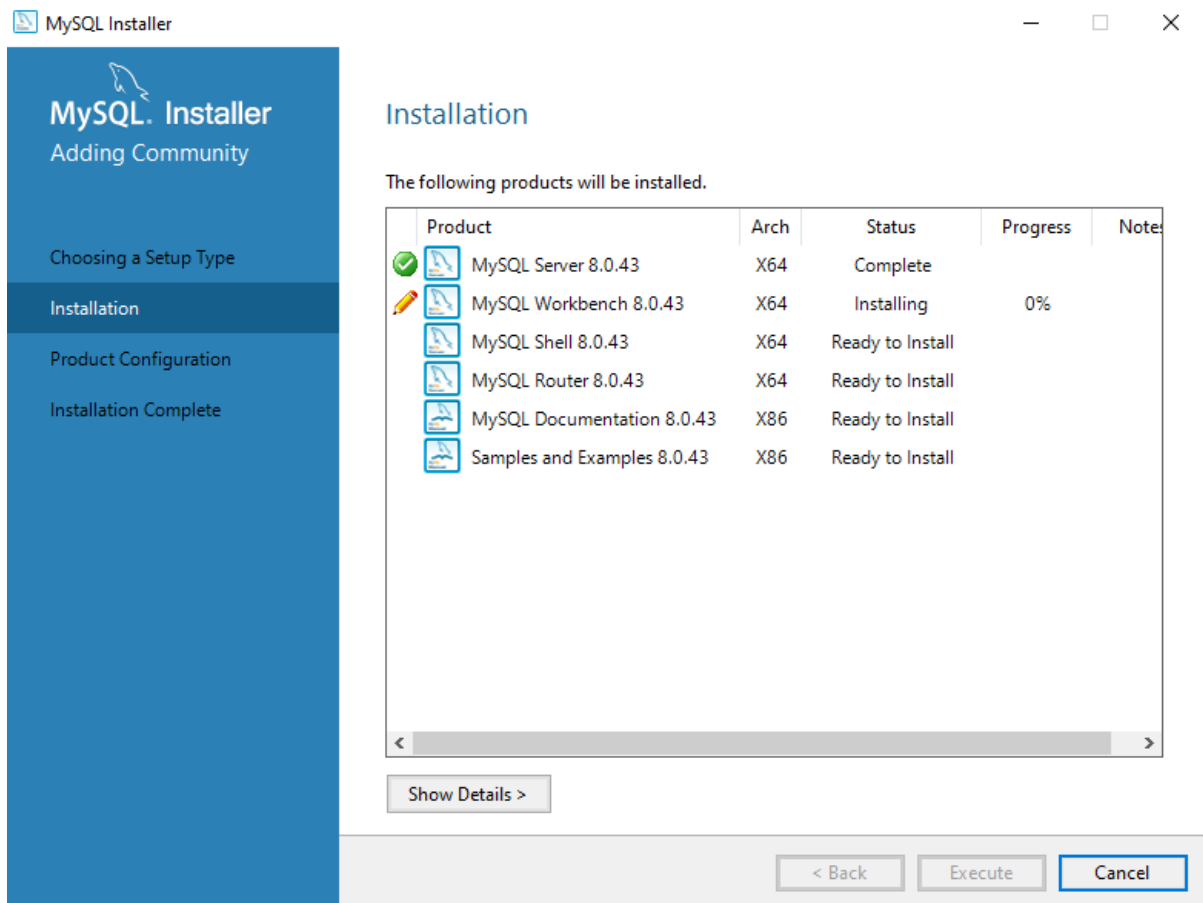 MySQL Installer
MySQL. Installer
Adding Community
Choosing a Setup Type
Installation
Product Configuration
Installation Complete
Installation
The following products will be installed.
Product Arch Status Progress Notes
MySQL Server 8.0.43 X64 Complete
MySQL Workbench 8.0.43 X64 Installing 0%
MySQL Shell 8.0.43 X64 Ready to Install
MySQL Router 8.0.43 X64 Ready to Install
MySQL Documentation 8.0.43 X86 Ready to Install
Samples and Examples 8.0.43 X86 Ready to Install
Show Details >
< Back Execute Cancel